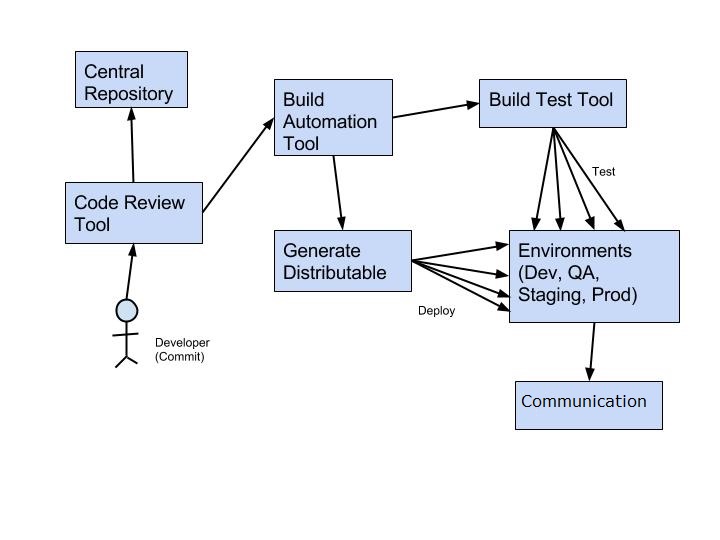 Central
Repository
Build
Automation
Tool
Build Test Tool
Test
Code Review
Tool
Generate
Distributable
Environments
(Dev, QA,
Staging, Prod)
Deploy
Developer
(Commit)
Communication